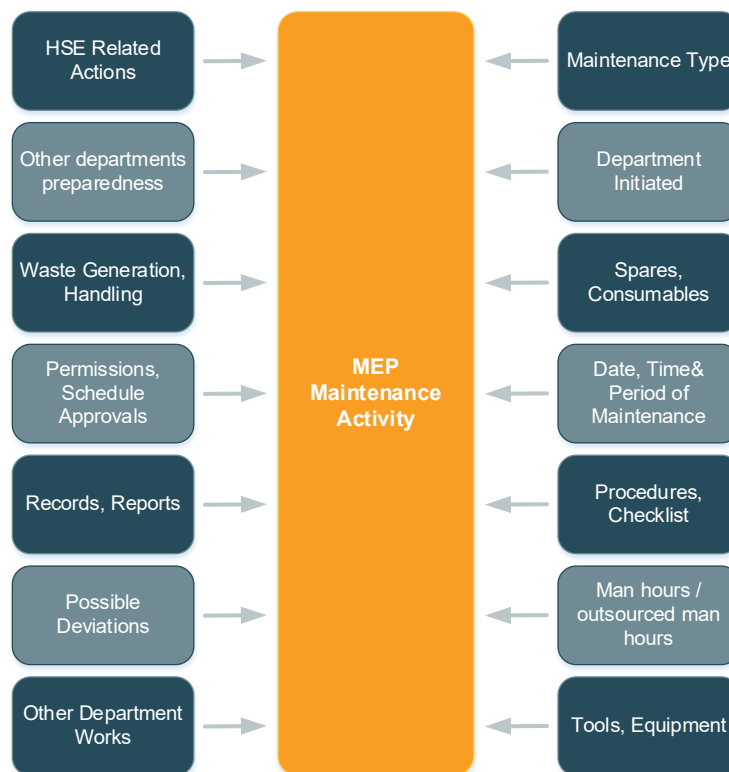 HSE Related
Actions
Other departments
preparedness
Waste Generation,
Handling
Permissions,
Schedule
Approvals
Records, Reports
Possible
Deviations
Other Department
Works
MEP
Maintenance
Activity
Maintenance Type
Department
Initiated
Spares,
Consumables
Date, Time&
Period of
Maintenance
Procedures,
Checklist
Man hours /
outsourced man
hours
Tools, Equipment